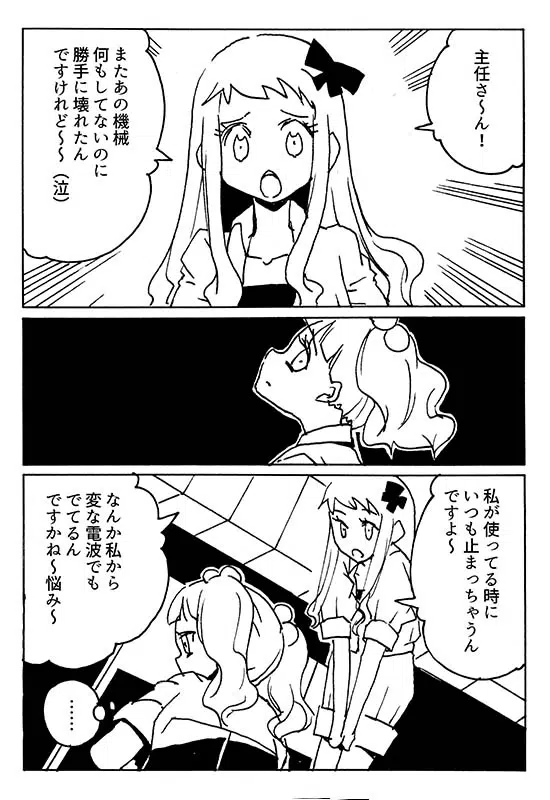 主任さ〜ん！
またあの機械
何もしてないのに
勝手に壊れたん
ですけれど〜〜（泣）
私が使ってる時に
いつも止まっちゃうん
ですよ〜
なんか私から
変な電波でも
でてるん
ですかね〜悩み〜
……